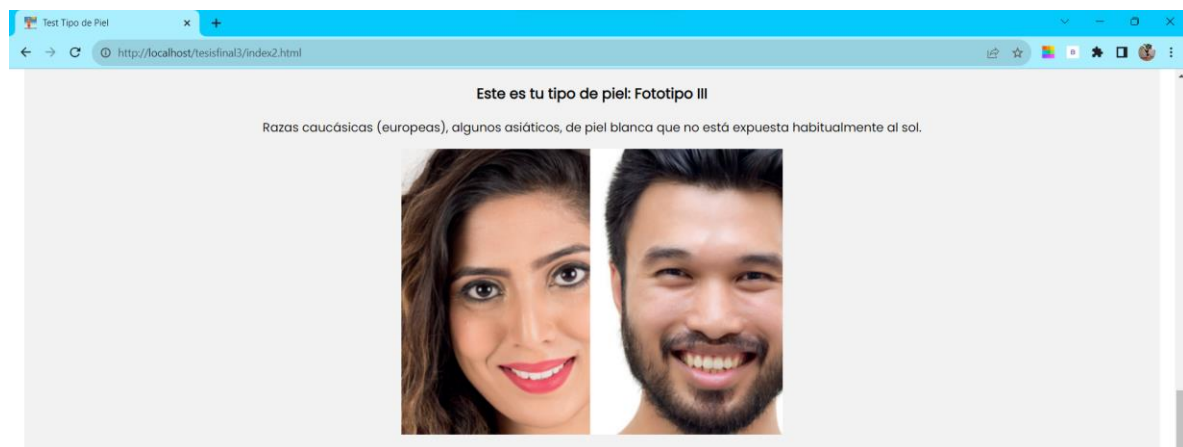 Test Tipo de Piel
http://localhost/tesisfinal3/index2.html
Este es tu tipo de piel: Fototipo III
Razas caucásicas (europeas), algunos asiáticos, de piel blanca que no está expuesta habitualmente al sol.